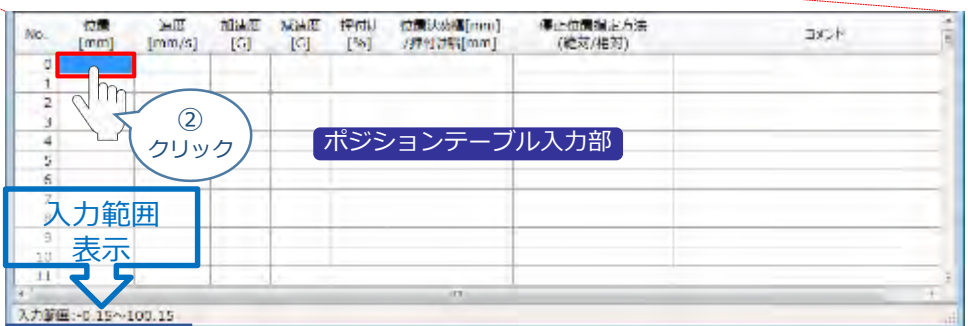 No. 位置 速度 加速度 減速度 押付け 位置決め幅[mm] 停止位置指定方法 コメント
[mm] [mm/s] [G] [G] [%] /押付け幅[mm] (絶対/相対)
0
1
2
3
4
5
6
7
8
9
10
11
②
クリック
ポジションテーブル入力部
入力範囲
表示
入力範囲:-0.15～100.15